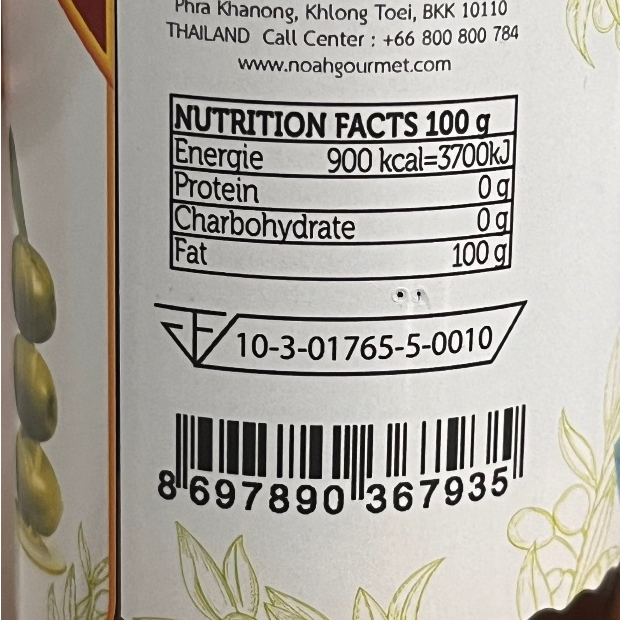 Phra Khanong, Khlong Toei, BKK 10110
THAILAND Call Center : +66 800 800 784
www.noahgourmet.com
NUTRITION FACTS 100 g
Energie 900 kcal=3700kJ
Protein 0 g
Charbohydrate 0 g
Fat 100 g
10-3-01765-5-0010
8 697890 367935